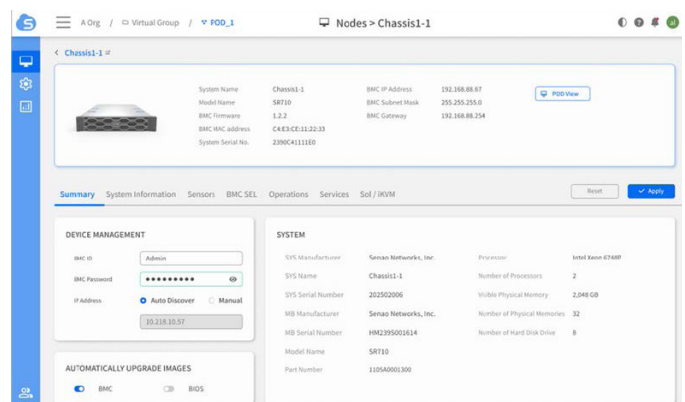 A Org / Virtual Group / POD_1
Nodes > Chassis1-1
al
Chassis1-1
System Name Chassis1-1 BMC IP Address 192.168.88.67
POD View
Model Name SR710 BMC Subnet Mask 255.255.255.0
BMC Firmware 1.2.2 BMC Gateway 192.168.88.254
BMC MAC address C4:E3:CE:11:22:33
System Serial No. 2390C41111E0
Summary System Information Sensors BMC SEL Operations Services Sol / iKVM
Reset Apply
DEVICE MANAGEMENT
BMC ID Admin
BMC Password
IP Address Auto Discover Manual
10.218.10.57
AUTOMATICALLY UPGRADE IMAGES
BMC BIOS
SYSTEM
SYS Manufacturer Senao Networks, Inc. Processor Intel Xeon 6748P
SYS Name Chassis1-1 Number of Processors 2
SYS Serial Number 202502006 Visible Physical Memory 2,048 GB
MB Manufacturer Senao Networks, Inc. Number of Physical Memories 32
MB Serial Number HM2395001614 Number of Hard Disk Drive 8
Model Name SR710
Part Number 1105A0001300